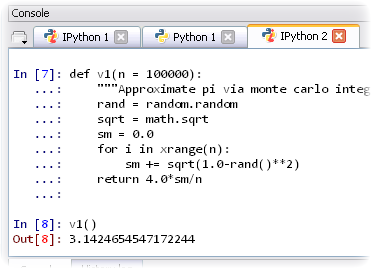 Console
IPython 1
Python 1
IPython 2
In [7]: def v1(n = 100000):
...: """Approximate pi via monte carlo integ
...: rand = random.random
...: sqrt = math.sqrt
...: sm = 0.0
...: for i in xrange(n):
...: sm += sqrt(1.0-rand()**2)
...: return 4.0*sm/n
...:
In [8]: v1()
Out[8]: 3.1424654547172244